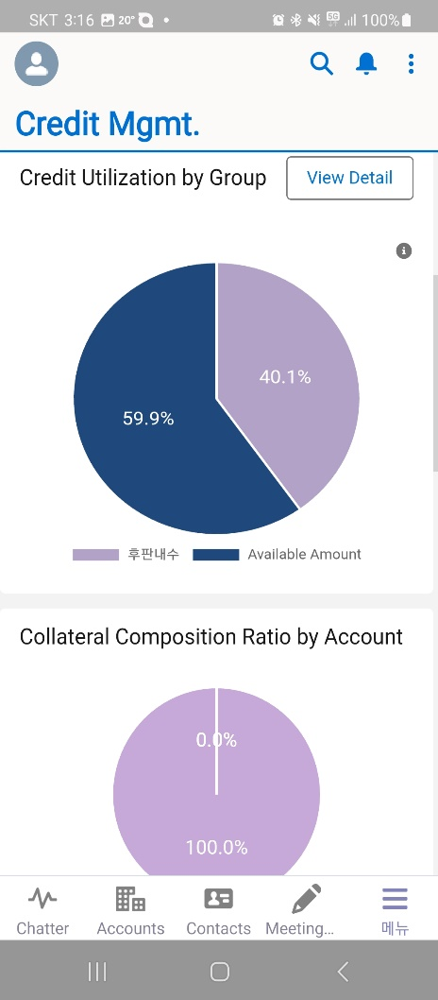 SKT 3:16 20° 5G 100%
Credit Mgmt.
Credit Utilization by Group View Detail
40.1%
59.9%
후판내수 Available Amount
Collateral Composition Ratio by Account
0.0%
100.0%
Chatter Accounts Contacts Meeting... 메뉴